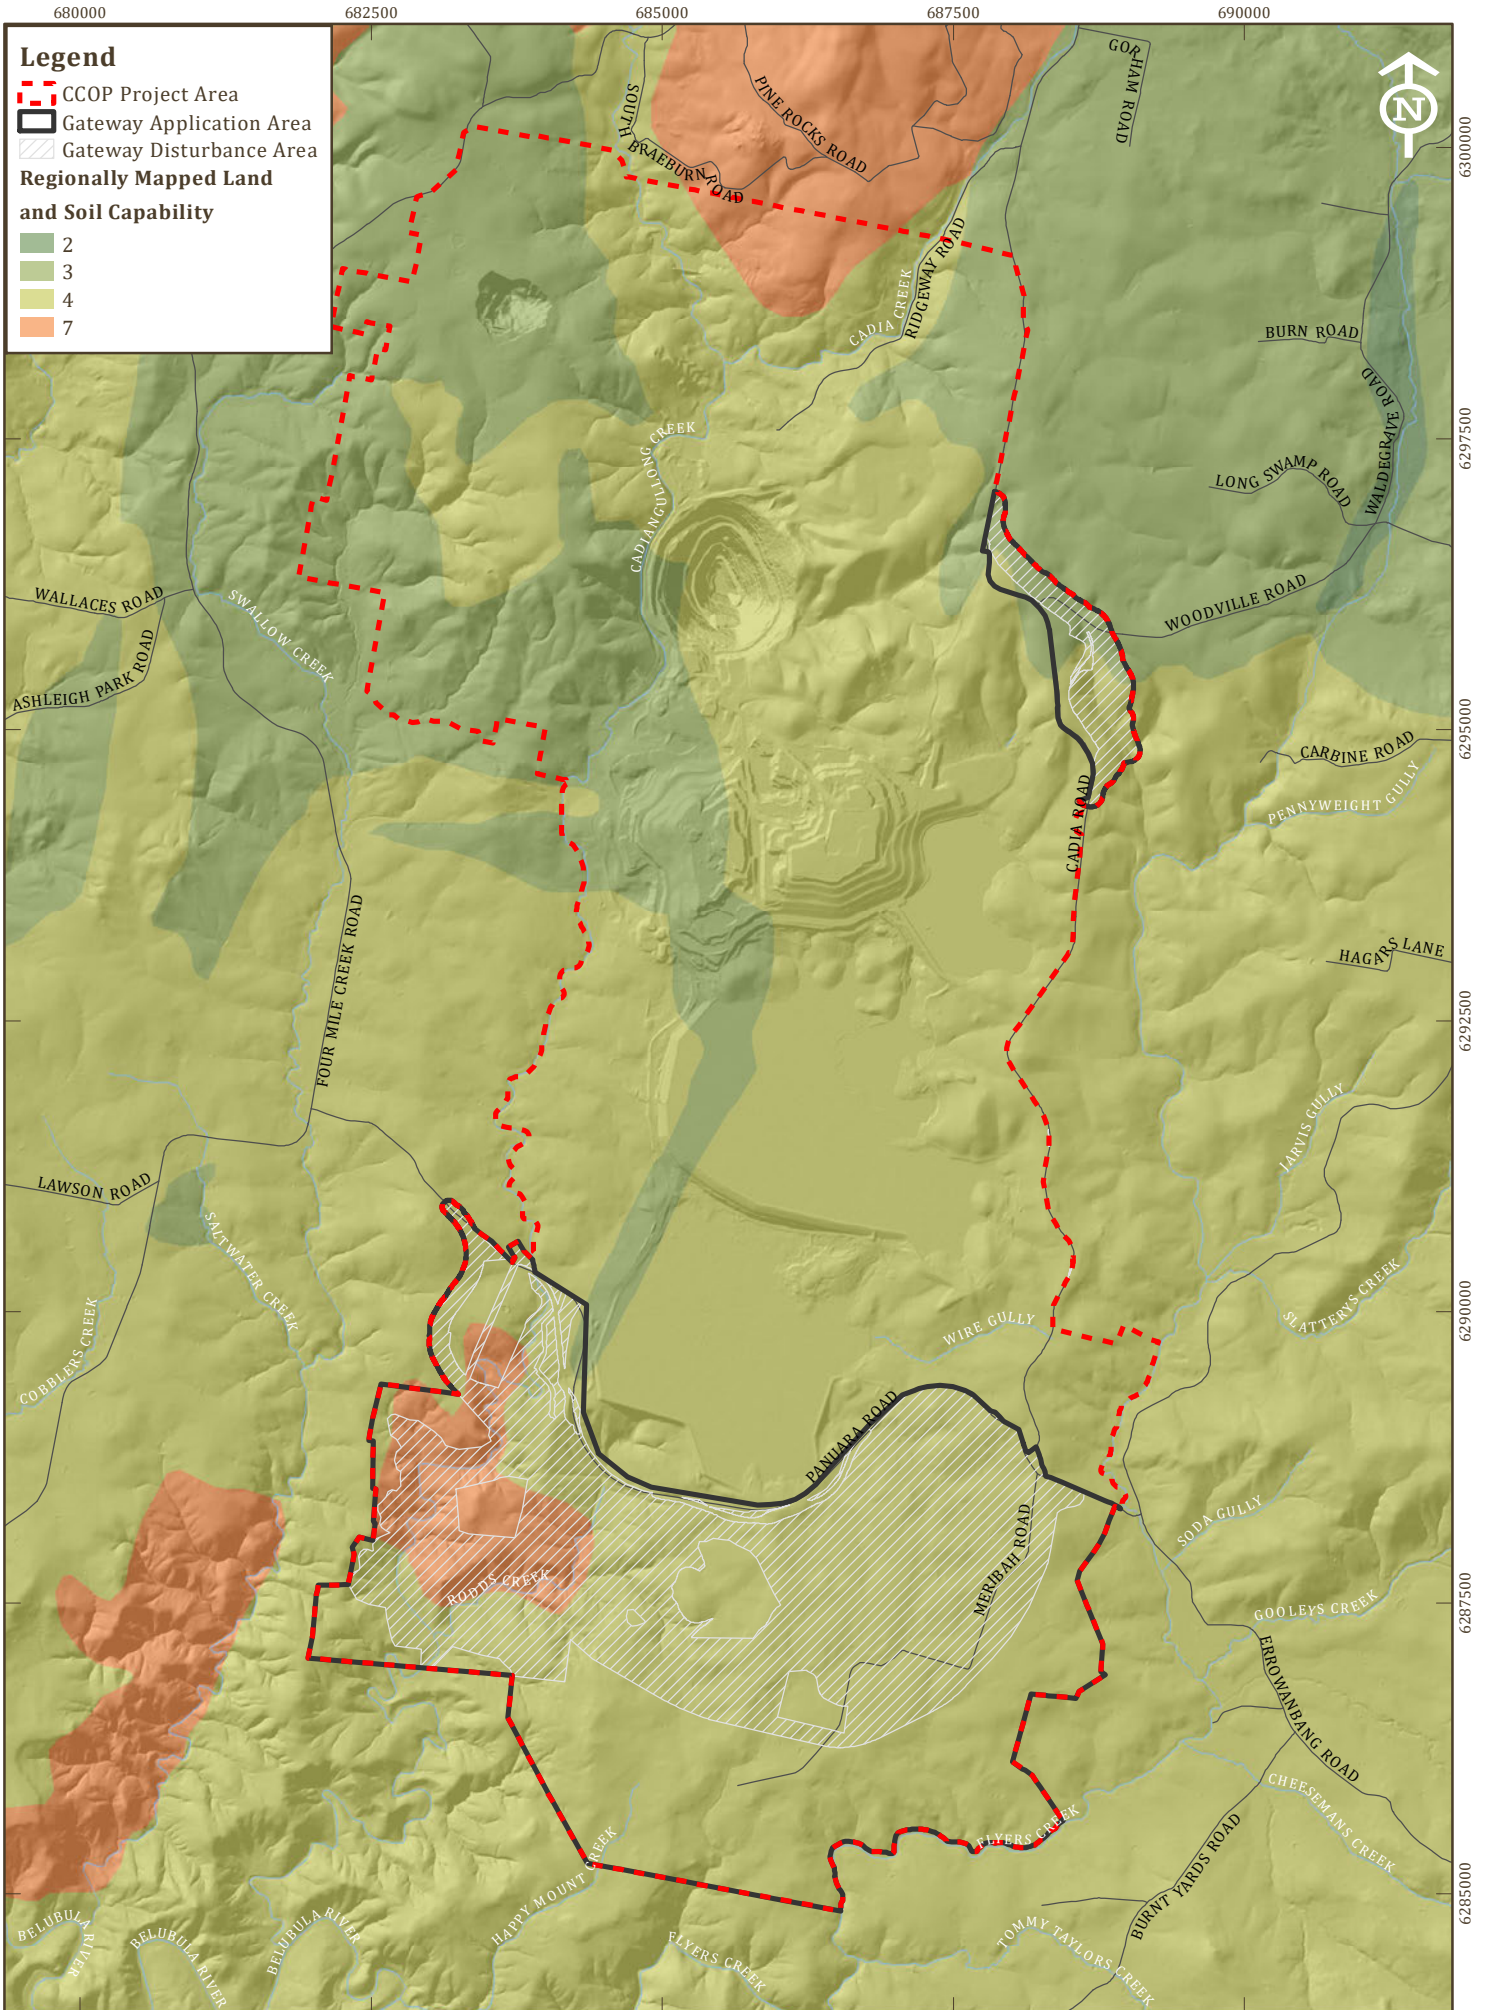 680000
682500
685000
687500
690000
Legend
CCOP Project Area
Gateway Application Area
Gateway Disturbance Area
Regionally Mapped Land
and Soil Capability
2
3
4
7
N
GORHAM ROAD
SOUTH
PINE ROCKS ROAD
BRAEBURN ROAD
6300000
RIDGEWAY ROAD
CADIA CREEK
BURN ROAD
WALDEGRAVE ROAD
6297500
CADIANGULLONG CREEK
LONG SWAMP ROAD
WALLACES ROAD
SWALLOW CREEK
WOODVILLE ROAD
ASHLEIGH PARK ROAD
6295000
CARBINE ROAD
PENNYWEIGHT GULLY
CADIA ROAD
HAGARS LANE
FOUR MILE CREEK ROAD
6292500
JARVIS GULLY
LAWSON ROAD
SALTWATER CREEK
COBBLERS CREEK
SLATTERYS CREEK
6290000
WIRE GULLY
PANUARA ROAD
SODA GULLY
MERIBAH ROAD
RODDS CREEK
GOOLEYS CREEK
6287500
ERROWANBANG ROAD
CHEESEMANS CREEK
FLYERS CREEK
BURNT YARDS ROAD
HAPPY MOUNT CREEK
6285000
BELUBULA RIVER
BELUBULA RIVER
BELUBULA RIVER
FLYERS CREEK
TOMMY TAYLORS CREEK